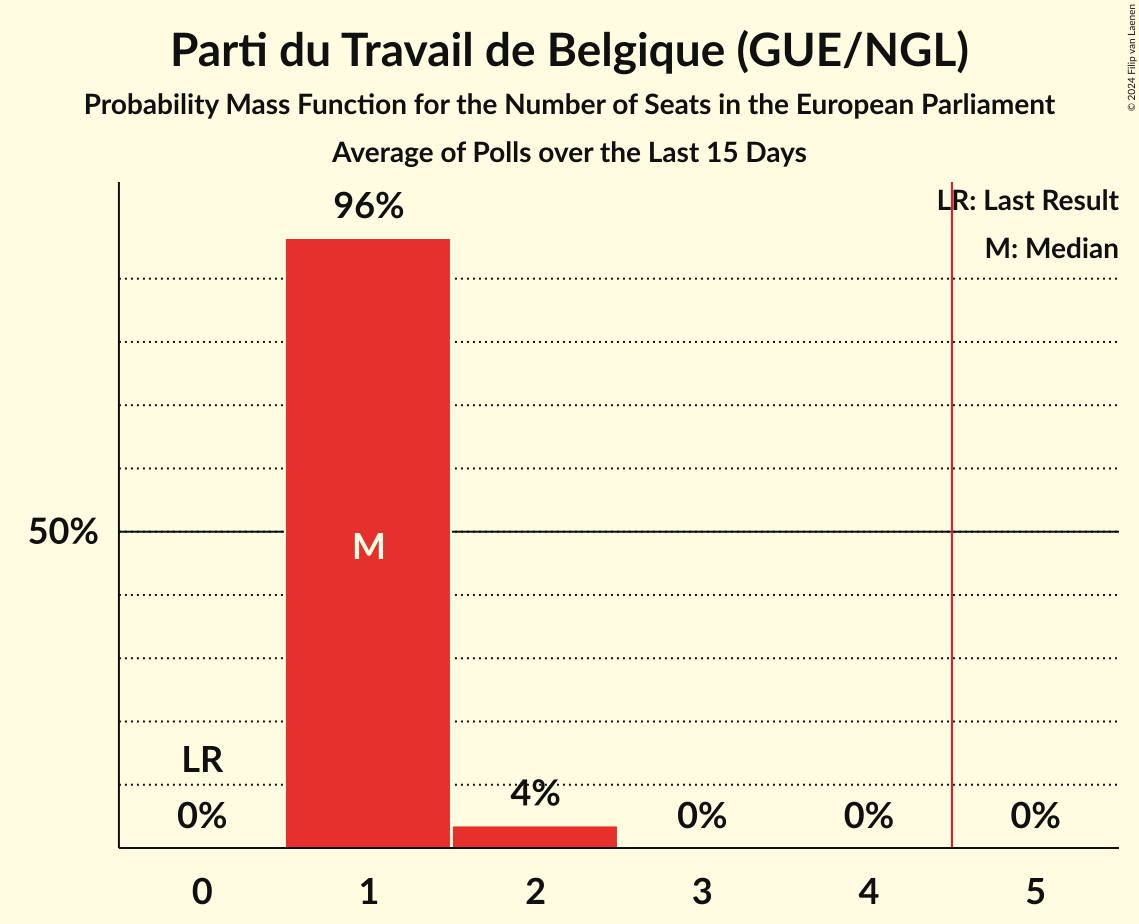 Parti du Travail de Belgique (GUE/NGL)
Probability Mass Function for the Number of Seats in the European Parliament
Average of Polls over the Last 15 Days
© 2024 Filip van Laenen
LR: Last Result
M: Median
96%
50%
M
LR
0%
4%
0%
0%
0%
0
1
2
3
4
5